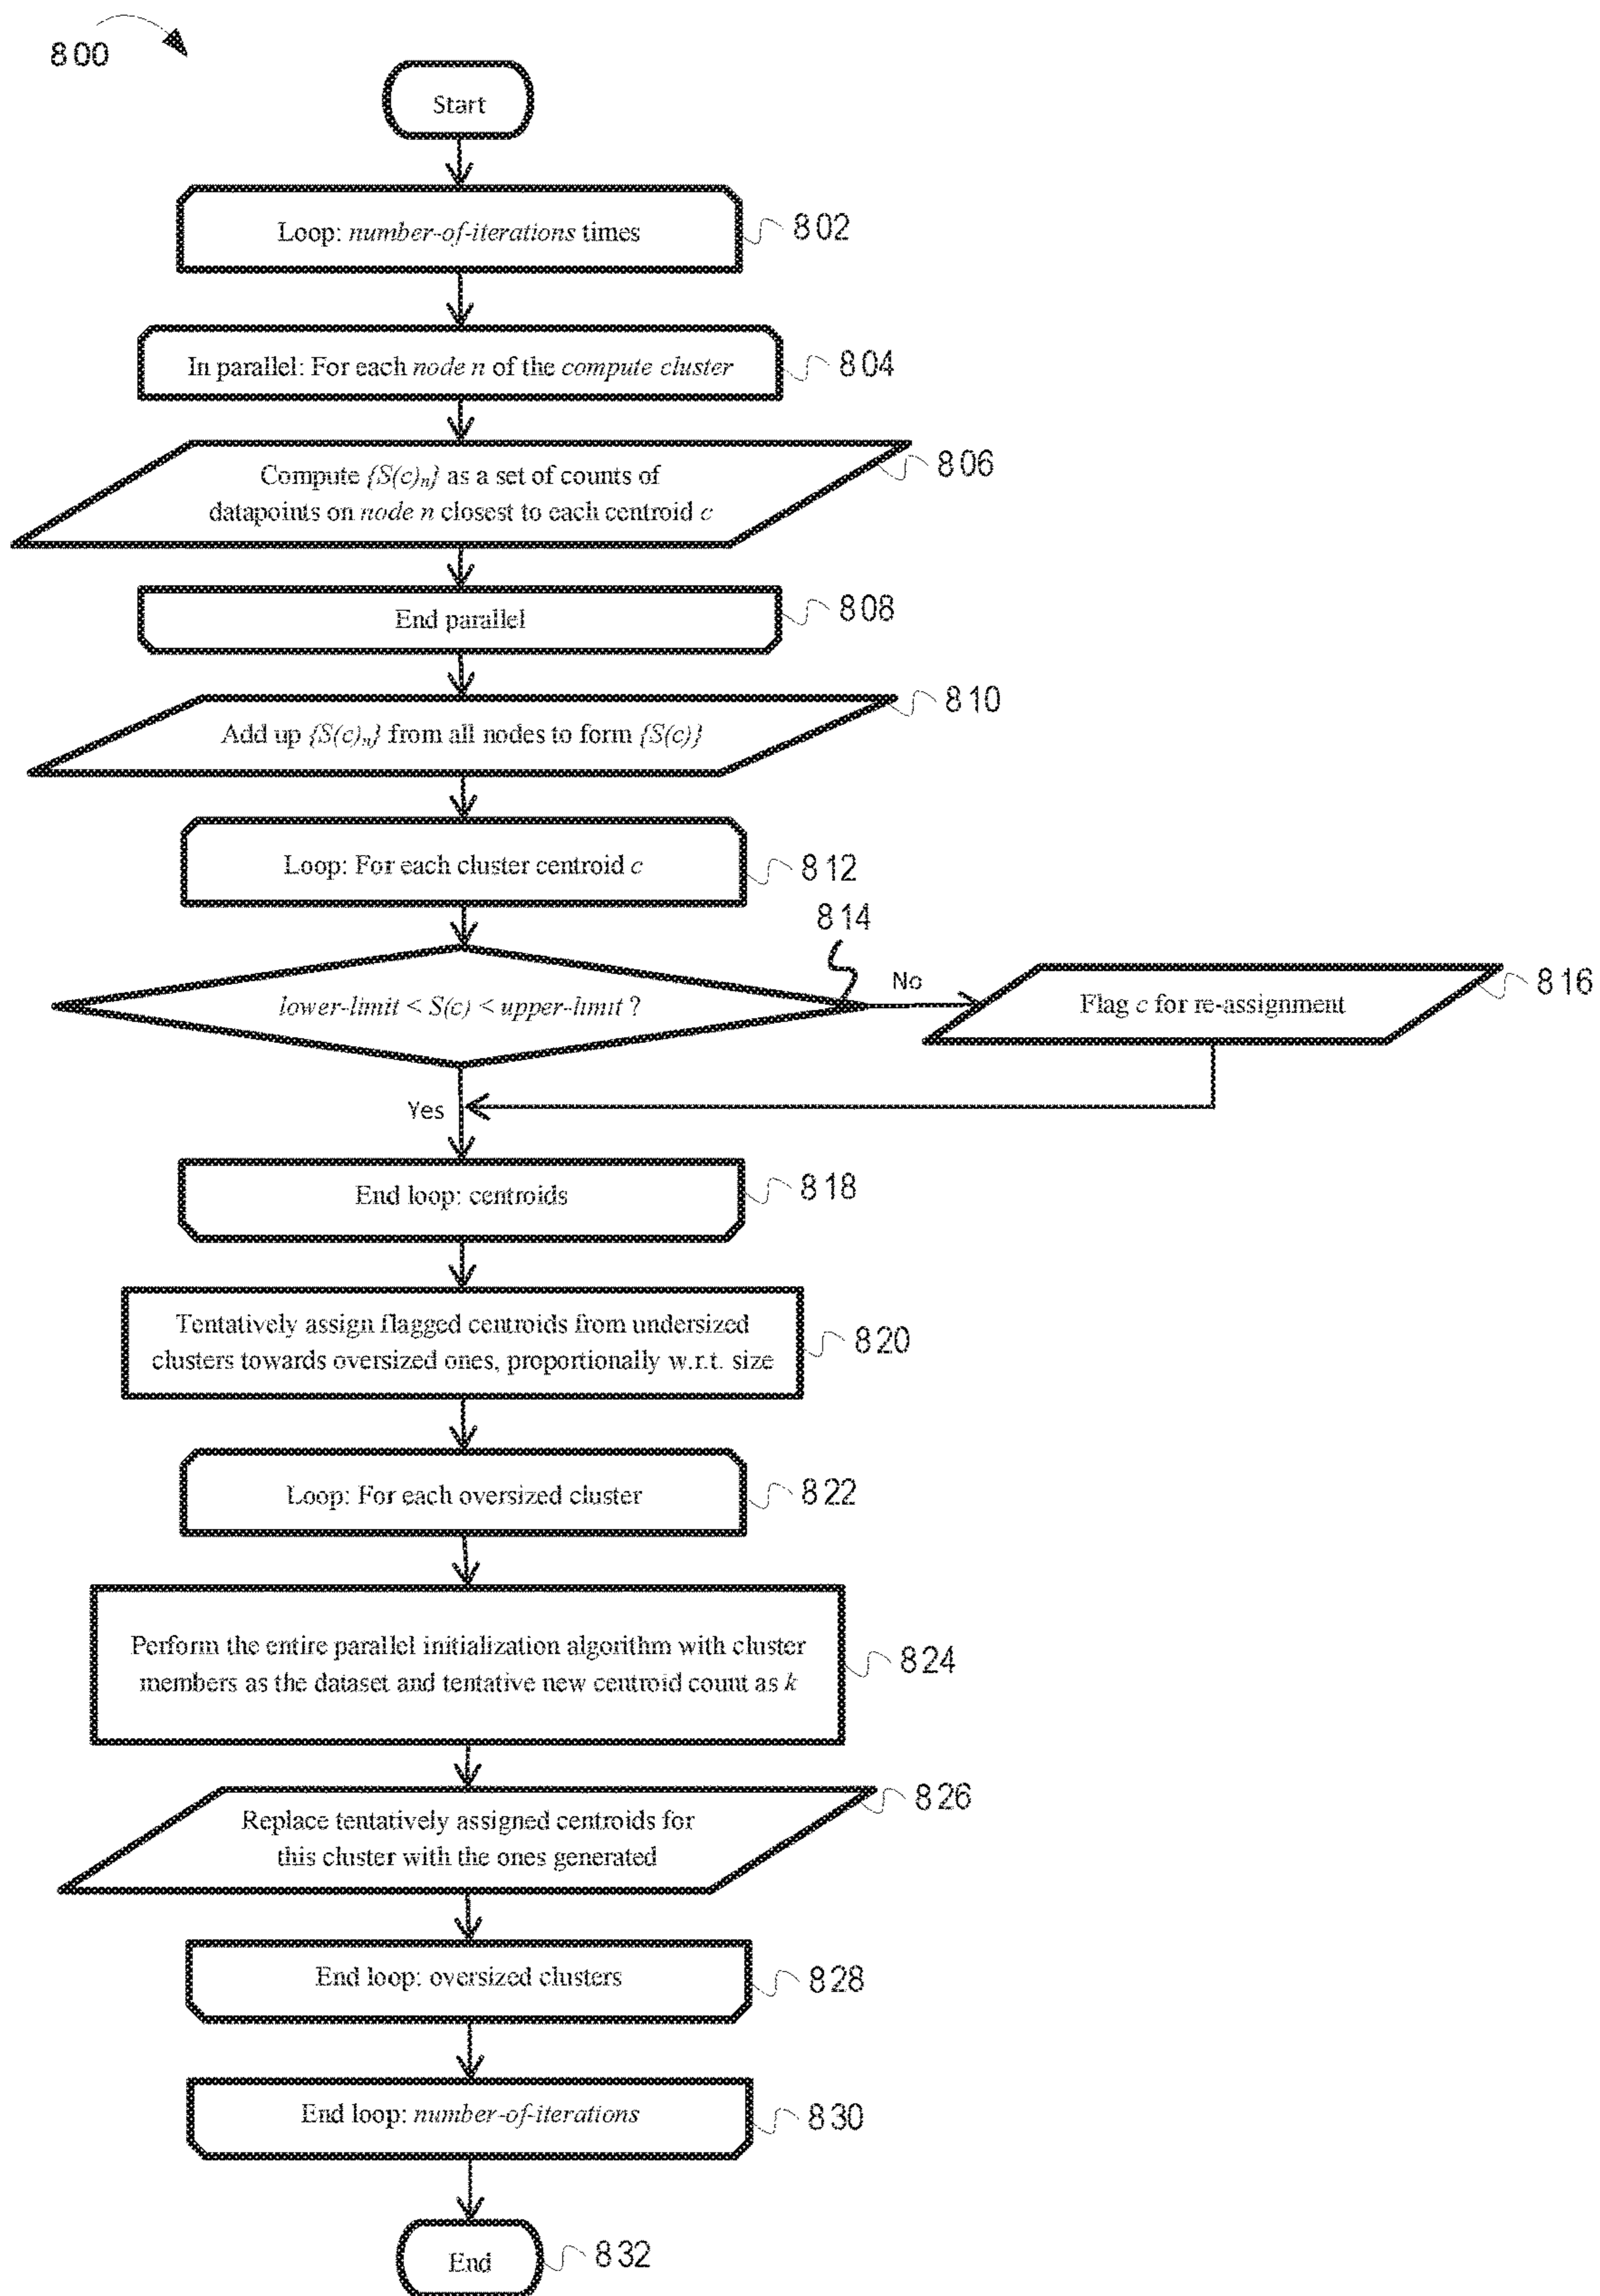 800
Start
Loop: number-of-iterations times
802
In parallel: For each node n of the compute cluster
804
Compute {S(c)n} as a set of counts of
datapoints on node n closest to each centroid c
806
End parallel
808
Add up {S(c)n} from all nodes to form {S(c)}
810
Loop: For each cluster centroid c
812
814
lower-limit < S(c) < upper-limit ?
No
Flag c for re-assignment
816
Yes
End loop: centroids
818
Tentatively assign flagged centroids from undersized
clusters towards oversized ones, proportionally w.r.t. size
820
Loop: For each oversized cluster
822
Perform the entire parallel initialization algorithm with cluster
members as the dataset and tentative new centroid count as k
824
Replace tentatively assigned centroids for
this cluster with the ones generated
826
End loop: oversized clusters
828
End loop: number-of-iterations
830
End
832